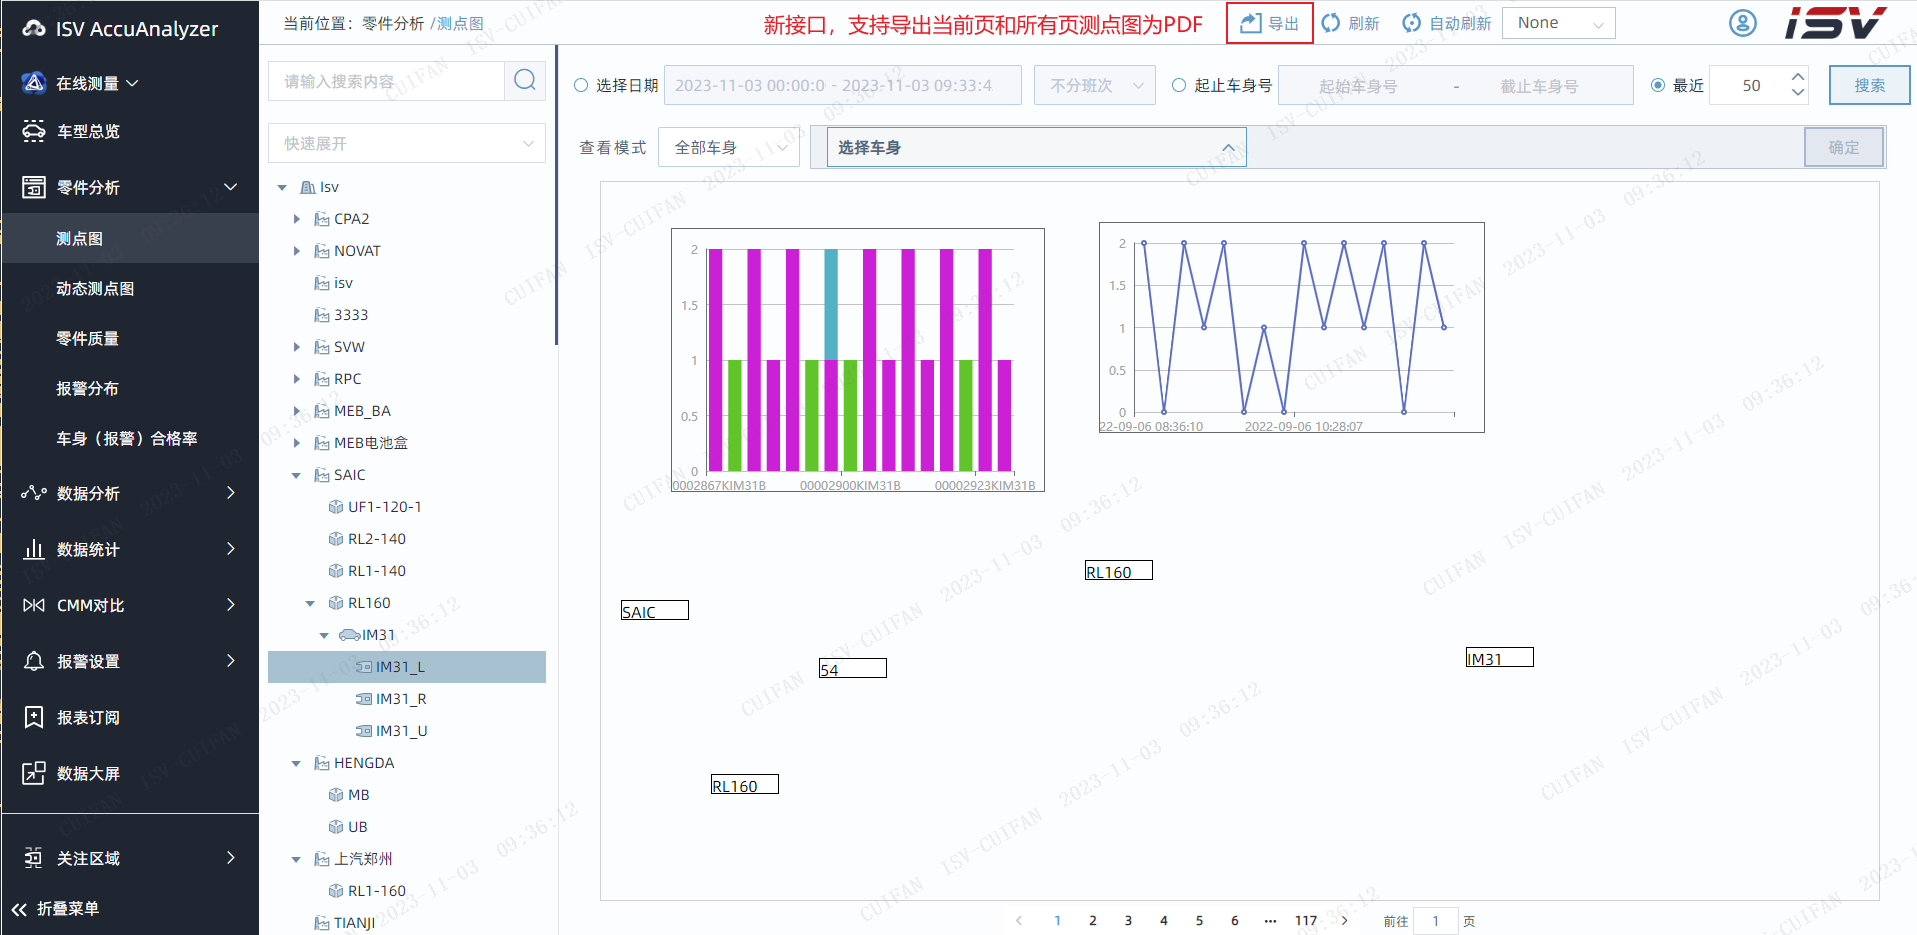 ISV AccuAnalyzer
在线测量
车型总览
零件分析
测点图
动态测点图
零件质量
报警分布
车身（报警）合格率
数据分析
数据统计
CMM对比
报警设置
报表订阅
数据大屏
关注区域
折叠菜单
当前位置：零件分析 /测点图
新接口，支持导出当前页和所有页测点图为PDF
导出
刷新
自动刷新
None
ISV
请输入搜索内容
快速展开
Isv
CPA2
NOVAT
isv
3333
SVW
RPC
MEB_BA
MEB电池盒
SAIC
UF1-120-1
RL2-140
RL1-140
RL160
IM31
IM31_L
IM31_R
IM31_U
HENGDA
MB
UB
上汽郑州
RL1-160
TIANJI
选择日期
2023-11-03 00:00:0 - 2023-11-03 09:33:4
不分班次
起止车身号
起始车身号 - 截止车身号
最近
50
搜索
查看模式
全部车身
选择车身
确定
2
1.5
1
0.5
0
0002867KIM31B 00002900KIM31B 00002923KIM31B
2
1.5
1
0.5
0
22-09-06 08:36:10 2022-09-06 10:28:07
RL160
SAIC
IM31
54
RL160
1 2 3 4 5 6 ··· 117
前往 1 页
ISV-CUIFAN 2023-11-03 09:36:12